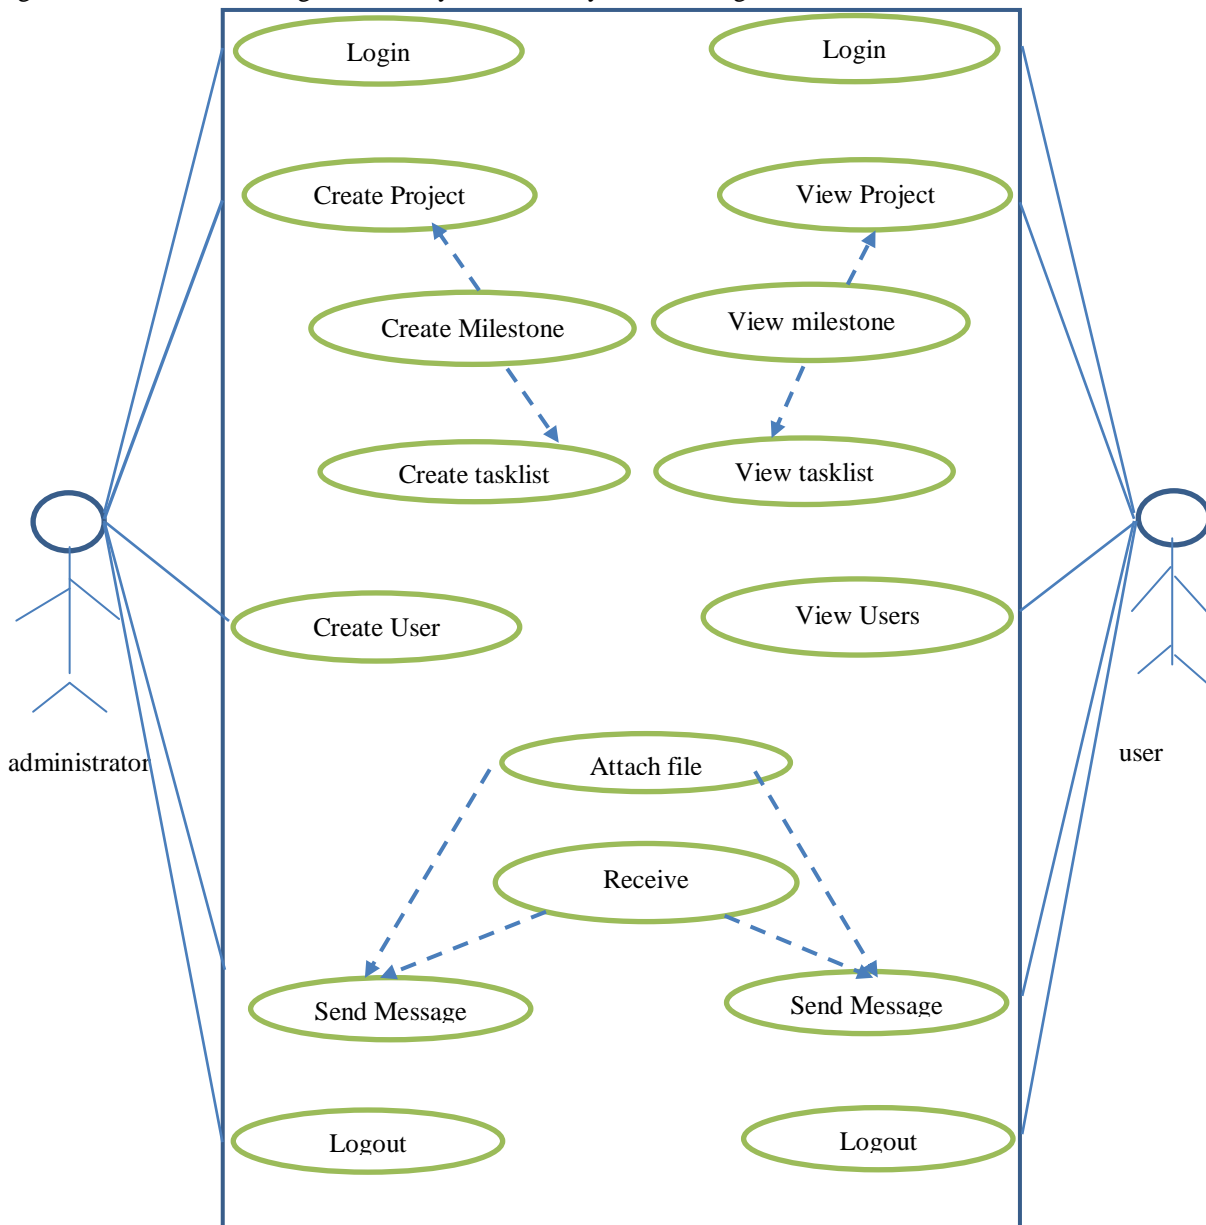 Login
Login
Create Project
View Project
Create Milestone
View milestone
Create tasklist
View tasklist
Create User
View Users
administrator
user
Attach file
Receive
Send Message
Send Message
Logout
Logout